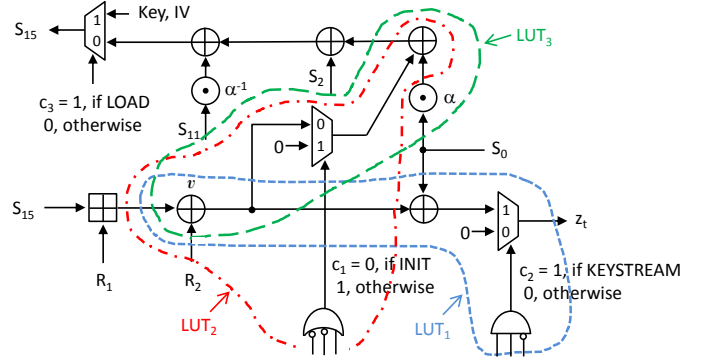 1
Key, IV
S15
0
LUT3
S2
α-1
c3 = 1, if LOAD
0, otherwise
α
S11
0
0
1
S0
v
S15
1
0
0
zt
R1
R2
c1 = 0, if INIT
1, otherwise
c2 = 1, if KEYSTREAM
0, otherwise
LUT2
LUT1